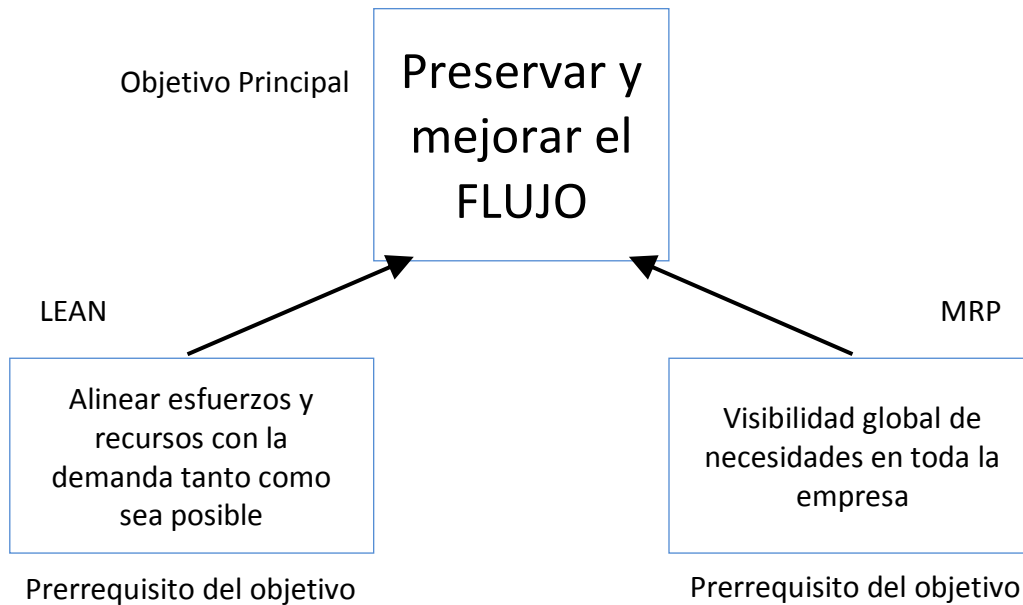 Objetivo Principal
Preservar y
mejorar el
FLUJO
LEAN
MRP
Alinear esfuerzos y
recursos con la
demanda tanto como
sea posible
Visibilidad global de
necesidades en toda la
empresa
Prerrequisito del objetivo
Prerrequisito del objetivo